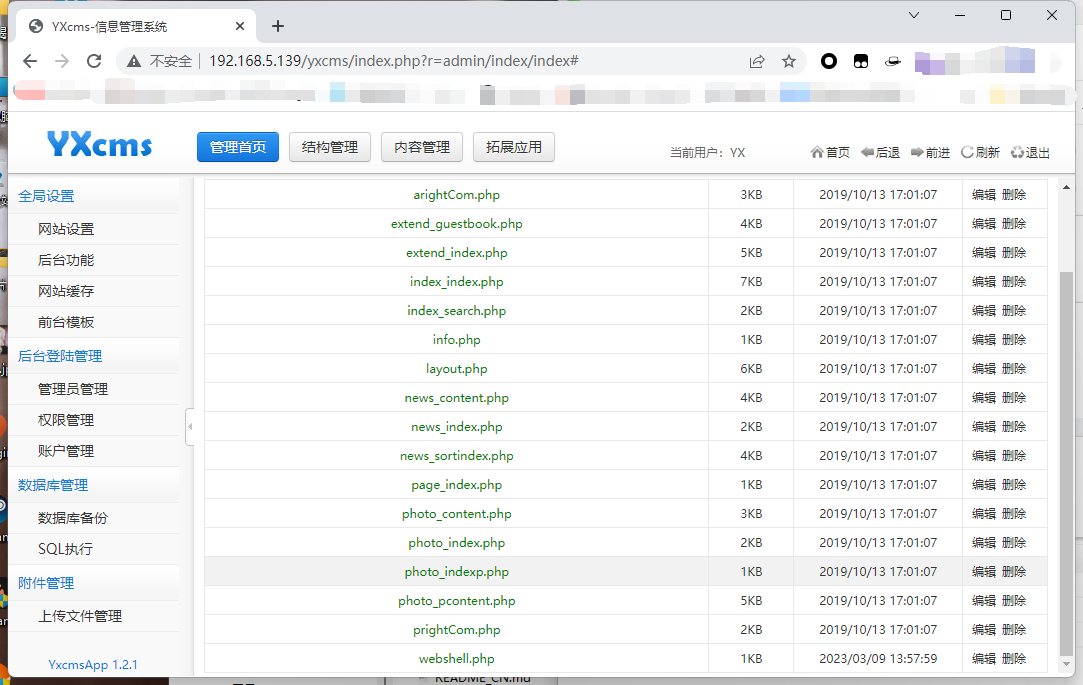 YXcms-信息管理系统
不安全 192.168.5.139/yxcms/index.php?r=admin/index/index#
YXcms 管理首页 结构管理 内容管理 拓展应用 当前用户：YX 首页 后退 前进 刷新 退出
全局设置
网站设置
后台功能
网站缓存
前台模板
后台登陆管理
管理员管理
权限管理
账户管理
数据库管理
数据库备份
SQL执行
附件管理
上传文件管理
YxcmsApp 1.2.1
arightCom.php 3KB 2019/10/13 17:01:07 编辑 删除
extend_guestbook.php 4KB 2019/10/13 17:01:07 编辑 删除
extend_index.php 5KB 2019/10/13 17:01:07 编辑 删除
index_index.php 7KB 2019/10/13 17:01:07 编辑 删除
index_search.php 2KB 2019/10/13 17:01:07 编辑 删除
info.php 1KB 2019/10/13 17:01:07 编辑 删除
layout.php 6KB 2019/10/13 17:01:07 编辑 删除
news_content.php 4KB 2019/10/13 17:01:07 编辑 删除
news_index.php 2KB 2019/10/13 17:01:07 编辑 删除
news_sortindex.php 4KB 2019/10/13 17:01:07 编辑 删除
page_index.php 1KB 2019/10/13 17:01:07 编辑 删除
photo_content.php 3KB 2019/10/13 17:01:07 编辑 删除
photo_index.php 2KB 2019/10/13 17:01:07 编辑 删除
photo_indexp.php 1KB 2019/10/13 17:01:07 编辑 删除
photo_pcontent.php 5KB 2019/10/13 17:01:07 编辑 删除
prightCom.php 2KB 2019/10/13 17:01:07 编辑 删除
webshell.php 1KB 2023/03/09 13:57:59 编辑 删除
README_CN.md